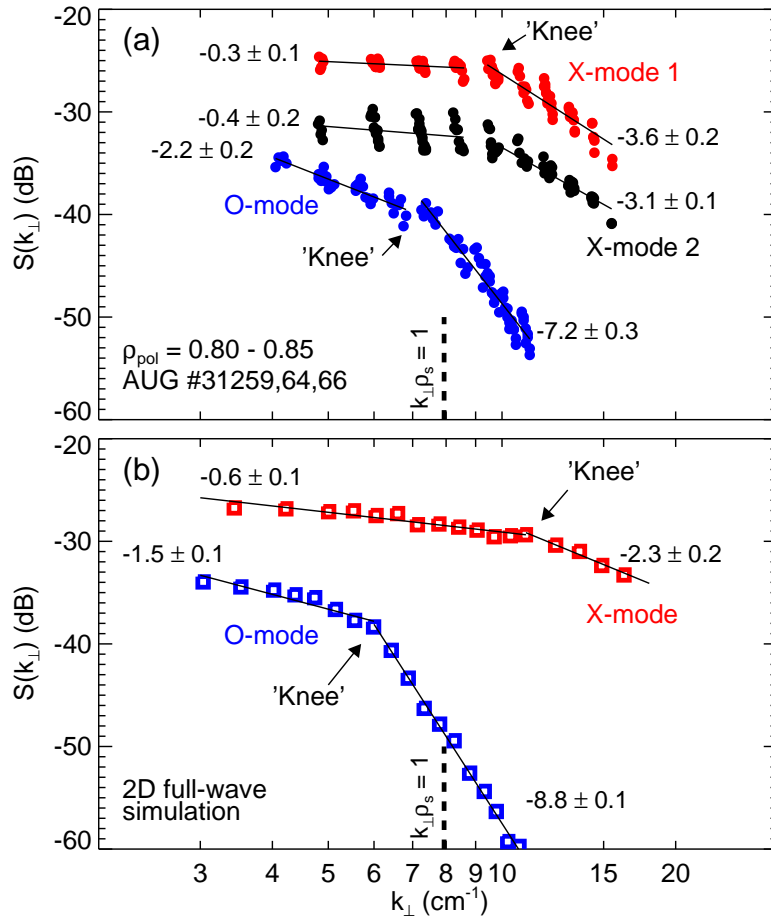 (a)
'Knee'
-0.3 ± 0.1
X-mode 1
-0.4 ± 0.2
-3.6 ± 0.2
-2.2 ± 0.2
-3.1 ± 0.1
O-mode
X-mode 2
'Knee'
-7.2 ± 0.3
ρpol = 0.80 - 0.85
AUG #31259,64,66
k⊥ρs = 1
S(k⊥) (dB)
-20
-30
-40
-50
-60
(b)
-0.6 ± 0.1
'Knee'
-1.5 ± 0.1
-2.3 ± 0.2
O-mode
X-mode
'Knee'
2D full-wave
simulation
k⊥ρs = 1
-8.8 ± 0.1
S(k⊥) (dB)
-20
-30
-40
-50
-60
3 4 5 6 7 8 9 10 15 20
k⊥ (cm⁻¹)